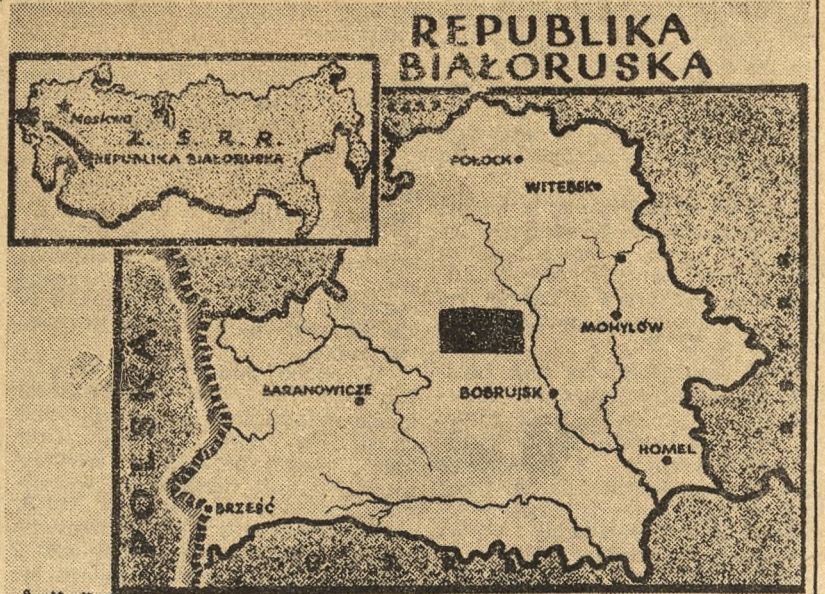 REPUBLIKA
BIAŁORUSKA
Moskwa
Z. S. R. R.
REPUBLIKA BIAŁORUSKA
POŁOCK
WITEBSK
MOHYLÓW
BARANOWICZE
BOBRUJSK
HOMEL
BRZEŚĆ
POLSKA